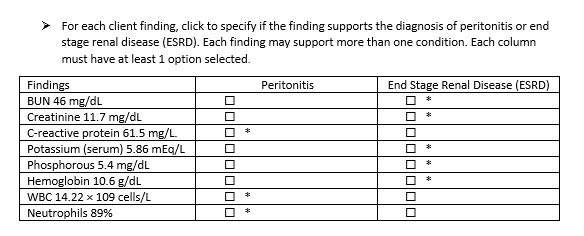 ➤ For each client finding, click to specify if the finding supports the diagnosis of peritonitis or end
stage renal disease (ESRD). Each finding may support more than one condition. Each column
must have at least 1 option selected.
Findings Peritonitis End Stage Renal Disease (ESRD)
BUN 46 mg/dL ☐ ☐ *
Creatinine 11.7 mg/dL ☐ ☐ *
C-reactive protein 61.5 mg/L. ☐ * ☐
Potassium (serum) 5.86 mEq/L ☐ ☐ *
Phosphorous 5.4 mg/dL ☐ ☐ *
Hemoglobin 10.6 g/dL ☐ ☐ *
WBC 14.22 × 109 cells/L ☐ * ☐
Neutrophils 89% ☐ * ☐